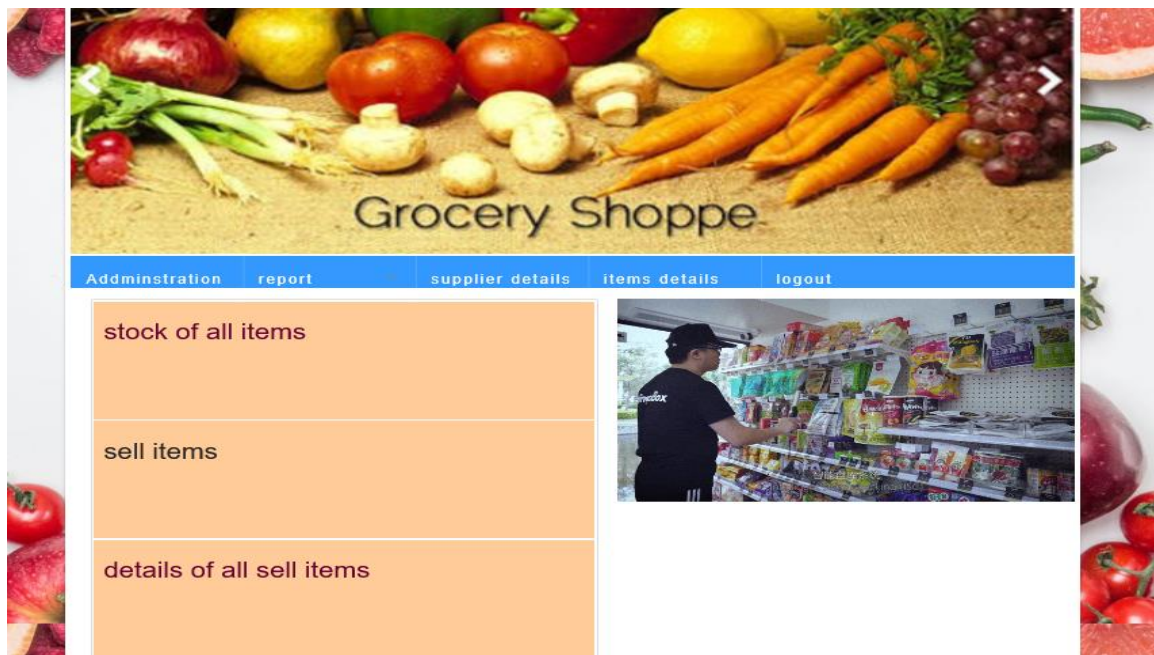 Grocery Shoppe
Addminstration report supplier details items details logout
stock of all items
sell items
details of all sell items